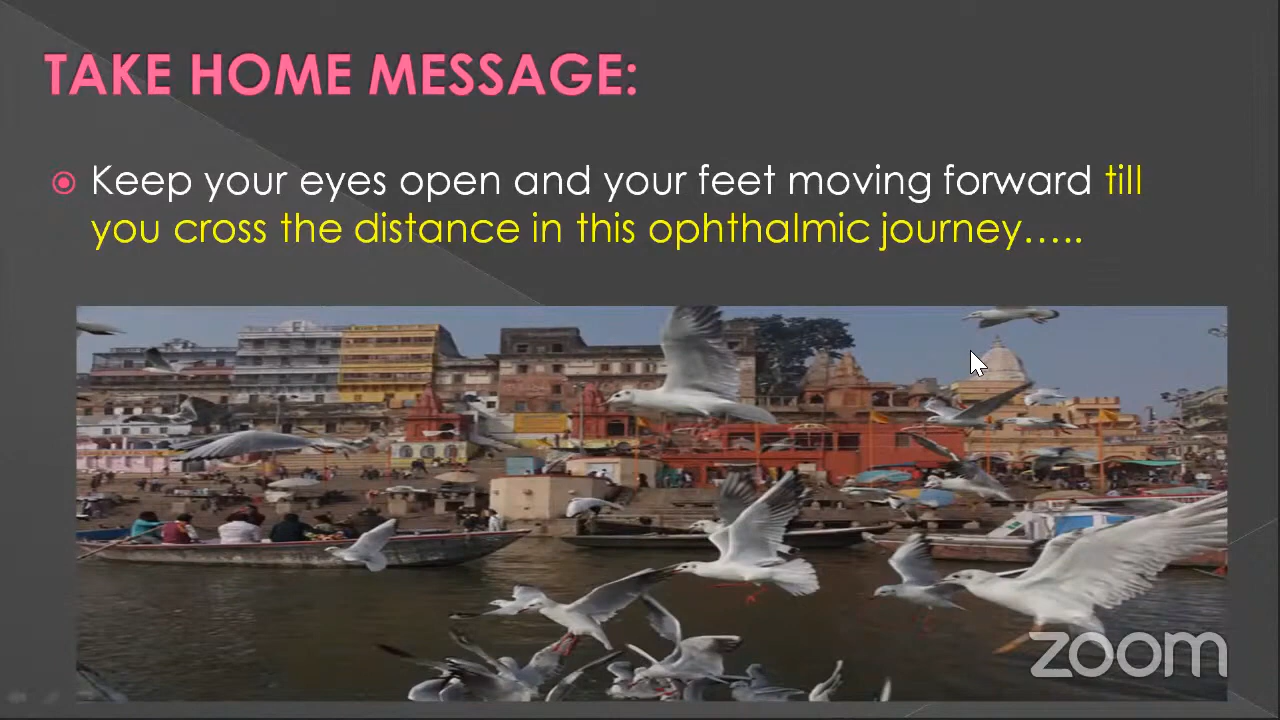 TAKE HOME MESSAGE:
Keep your eyes open and your feet moving forward till
you cross the distance in this ophthalmic journey…..
zoom